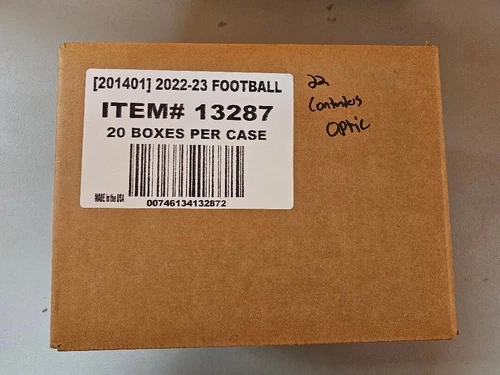 [201401] 2022-23 FOOTBALL
ITEM# 13287
20 BOXES PER CASE
MADE in the USA
00746134132872
22
Contenders
Optic